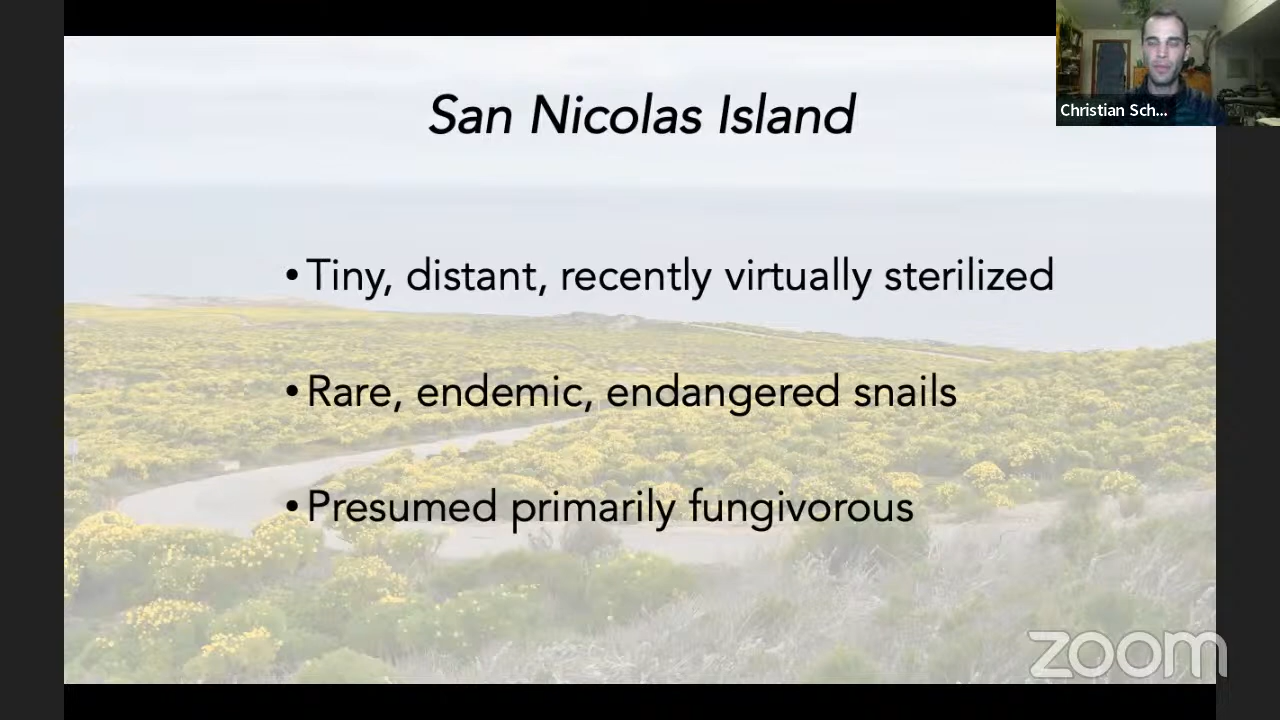 San Nicolas Island
Christian Sch...
• Tiny, distant, recently virtually sterilized
• Rare, endemic, endangered snails
• Presumed primarily fungivorous
zoom